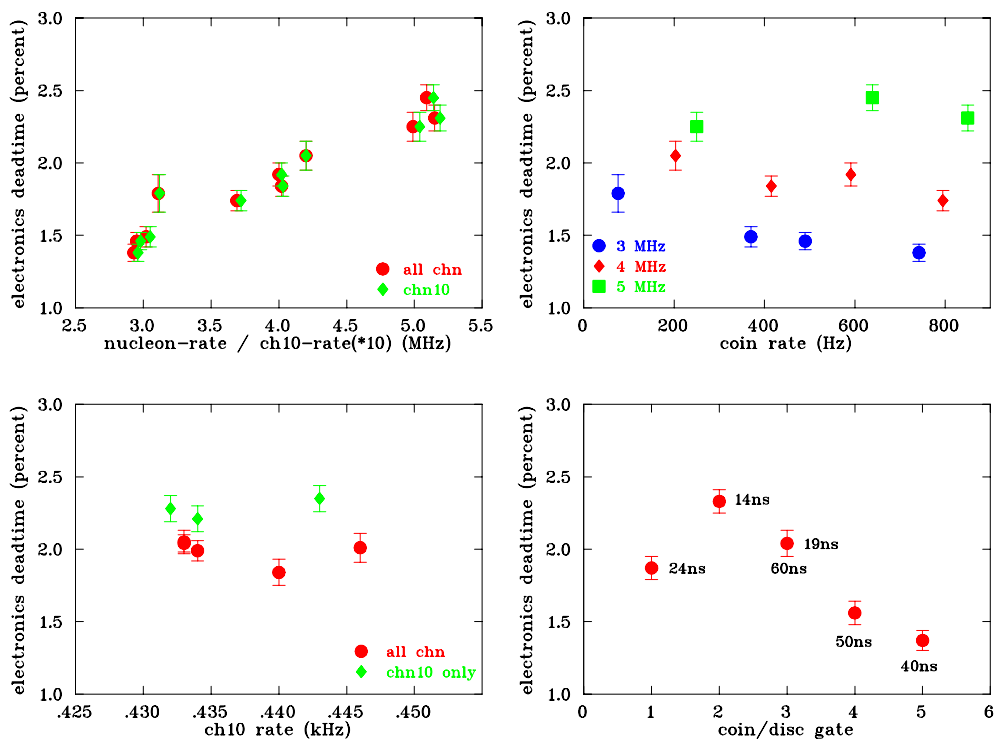 electronics deadtime (percent)
3.0
2.5
2.0
1.5
1.0
all chn
chn10
2.5 3.0 3.5 4.0 4.5 5.0 5.5
nucleon-rate / ch10-rate(*10) (MHz)
electronics deadtime (percent)
3.0
2.5
2.0
1.5
1.0
3 MHz
4 MHz
5 MHz
0 200 400 600 800
coin rate (Hz)
electronics deadtime (percent)
3.0
2.5
2.0
1.5
1.0
all chn
chn10 only
.425 .430 .435 .440 .445 .450
ch10 rate (kHz)
electronics deadtime (percent)
3.0
2.5
2.0
1.5
1.0
14ns
19ns
24ns
60ns
50ns
40ns
0 1 2 3 4 5 6
coin/disc gate